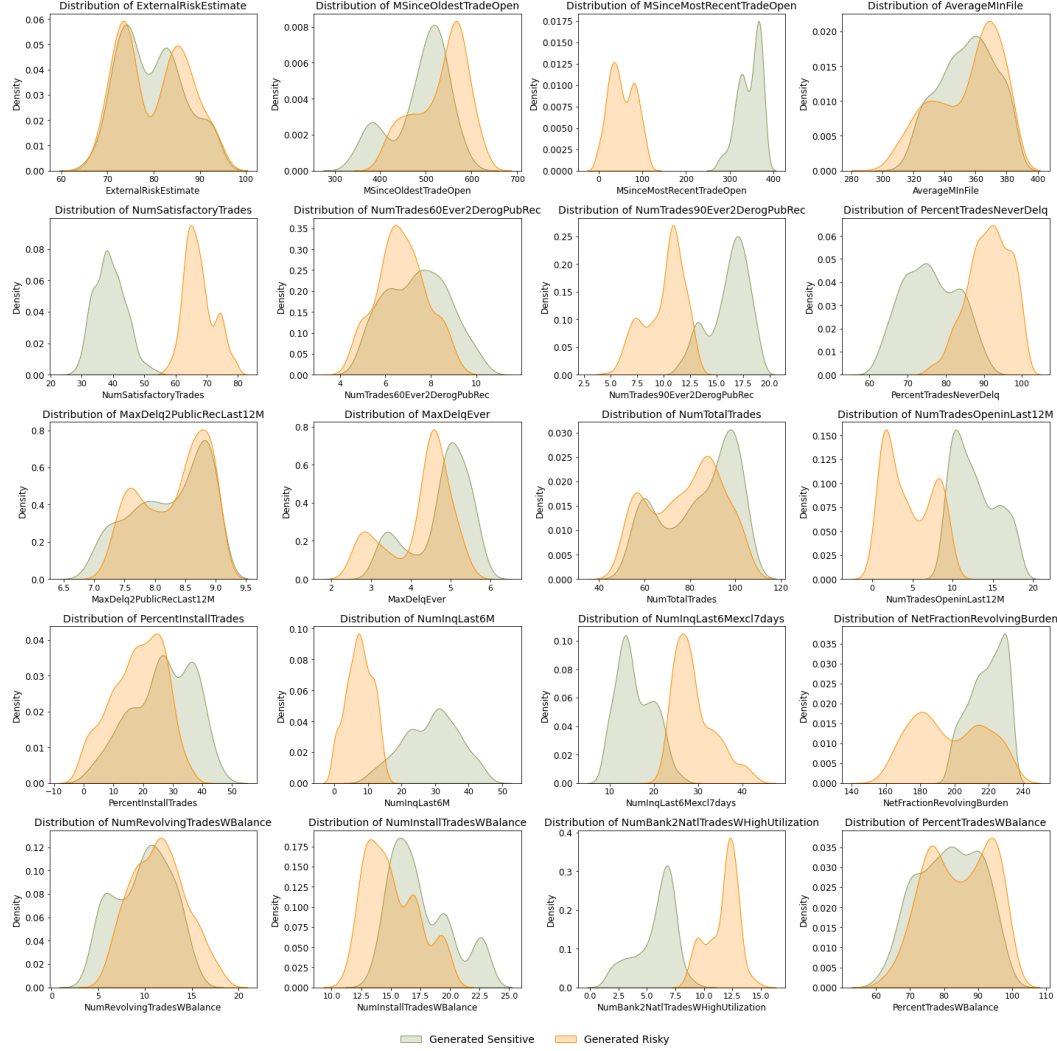 Distribution of ExternalRiskEstimate
Density
0.06
0.05
0.04
0.03
0.02
0.01
0.00
60 70 80 90 100
ExternalRiskEstimate
Distribution of MSinceOldestTradeOpen
Density
0.008
0.006
0.004
0.002
0.000
300 400 500 600 700
MSinceOldestTradeOpen
Distribution of MSinceMostRecentTradeOpen
Density
0.0175
0.0150
0.0125
0.0100
0.0075
0.0050
0.0025
0.0000
0 100 200 300 400
MSinceMostRecentTradeOpen
Distribution of AverageMInFile
Density
0.020
0.015
0.010
0.005
0.000
280 300 320 340 360 380 400
AverageMInFile
Distribution of NumSatisfactoryTrades
Density
0.08
0.06
0.04
0.02
0.00
20 30 40 50 60 70 80
NumSatisfactoryTrades
Distribution of NumTrades60Ever2DerogPubRec
Density
0.35
0.30
0.25
0.20
0.15
0.10
0.05
0.00
4 6 8 10
NumTrades60Ever2DerogPubRec
Distribution of NumTrades90Ever2DerogPubRec
Density
0.25
0.20
0.15
0.10
0.05
0.00
2.5 5.0 7.5 10.0 12.5 15.0 17.5 20.0
NumTrades90Ever2DerogPubRec
Distribution of PercentTradesNeverDelq
Density
0.06
0.05
0.04
0.03
0.02
0.01
0.00
60 70 80 90 100
PercentTradesNeverDelq
Distribution of MaxDelq2PublicRecLast12M
Density
0.8
0.6
0.4
0.2
0.0
6.5 7.0 7.5 8.0 8.5 9.0 9.5
MaxDelq2PublicRecLast12M
Distribution of MaxDelqEver
Density
0.8
0.6
0.4
0.2
0.0
2 3 4 5 6
MaxDelqEver
Distribution of NumTotalTrades
Density
0.030
0.025
0.020
0.015
0.010
0.005
0.000
40 60 80 100 120
NumTotalTrades
Distribution of NumTradesOpeninLast12M
Density
0.150
0.125
0.100
0.075
0.050
0.025
0.000
0 5 10 15 20
NumTradesOpeninLast12M
Distribution of PercentInstallTrades
Density
0.04
0.03
0.02
0.01
0.00
-10 0 10 20 30 40 50
PercentInstallTrades
Distribution of NumInqLast6M
Density
0.10
0.08
0.06
0.04
0.02
0.00
0 10 20 30 40 50
NumInqLast6M
Distribution of NumInqLast6Mexcl7days
Density
0.10
0.08
0.06
0.04
0.02
0.00
10 20 30 40
NumInqLast6Mexcl7days
Distribution of NetFractionRevolvingBurden
Density
0.035
0.030
0.025
0.020
0.015
0.010
0.005
0.000
140 160 180 200 220 240
NetFractionRevolvingBurden
Distribution of NumRevolvingTradesWBalance
Density
0.12
0.10
0.08
0.06
0.04
0.02
0.00
0 5 10 15 20
NumRevolvingTradesWBalance
Distribution of NumInstallTradesWBalance
Density
0.175
0.150
0.125
0.100
0.075
0.050
0.025
0.000
10.0 12.5 15.0 17.5 20.0 22.5 25.0
NumInstallTradesWBalance
Distribution of NumBank2NatlTradesWHighUtilization
Density
0.4
0.3
0.2
0.1
0.0
0.0 2.5 5.0 7.5 10.0 12.5 15.0
NumBank2NatlTradesWHighUtilization
Distribution of PercentTradesWBalance
Density
0.035
0.030
0.025
0.020
0.015
0.010
0.005
0.000
60 70 80 90 100 110
PercentTradesWBalance
Generated Sensitive
Generated Risky